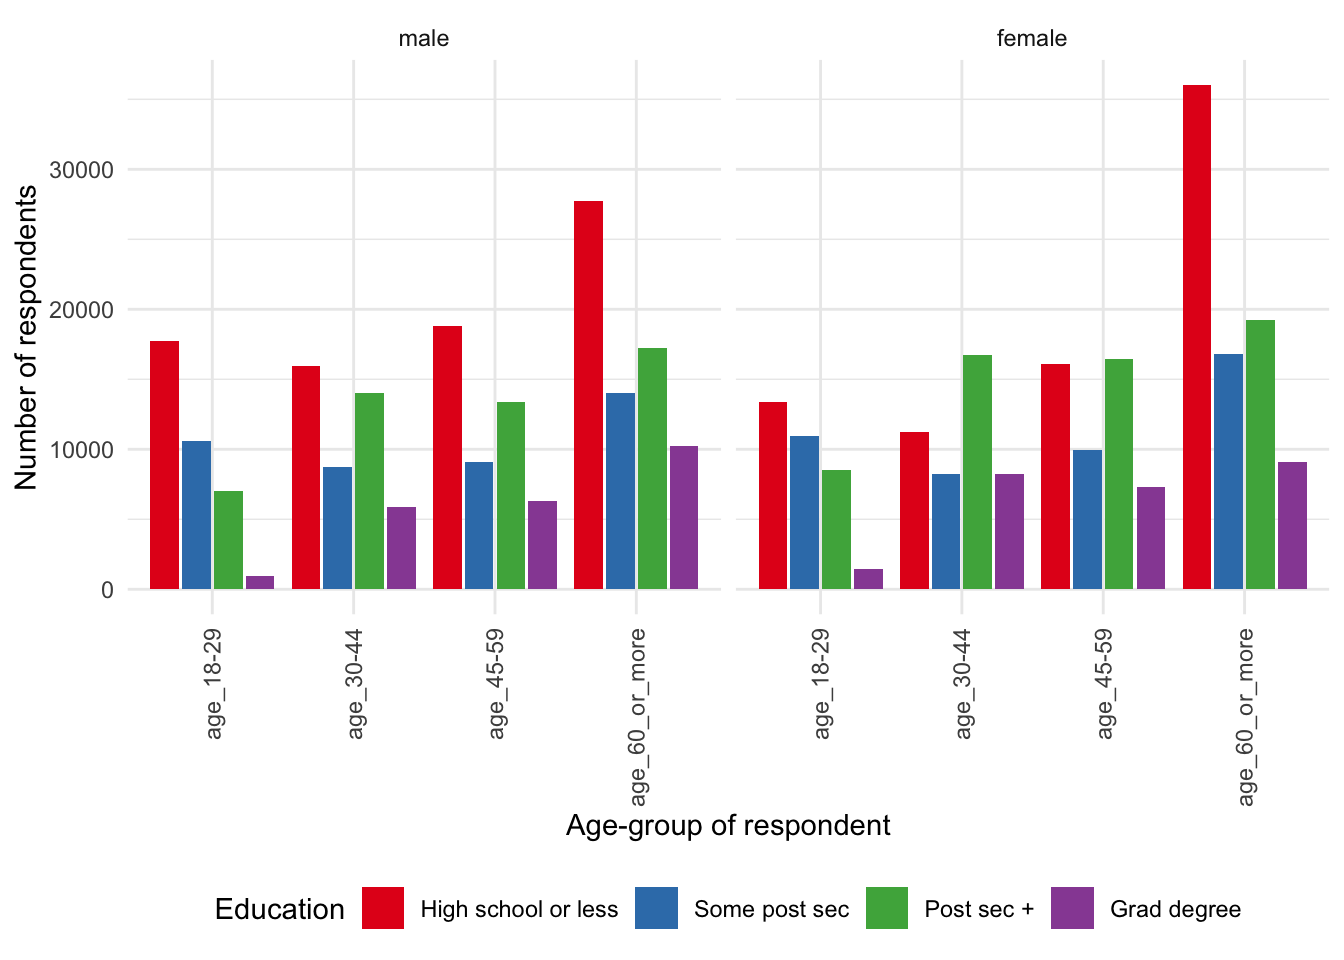 male
female
Number of respondents
30000
20000
10000
0
age_18-29
age_30-44
age_45-59
age_60_or_more
age_18-29
age_30-44
age_45-59
age_60_or_more
Age-group of respondent
Education
High school or less
Some post sec
Post sec +
Grad degree